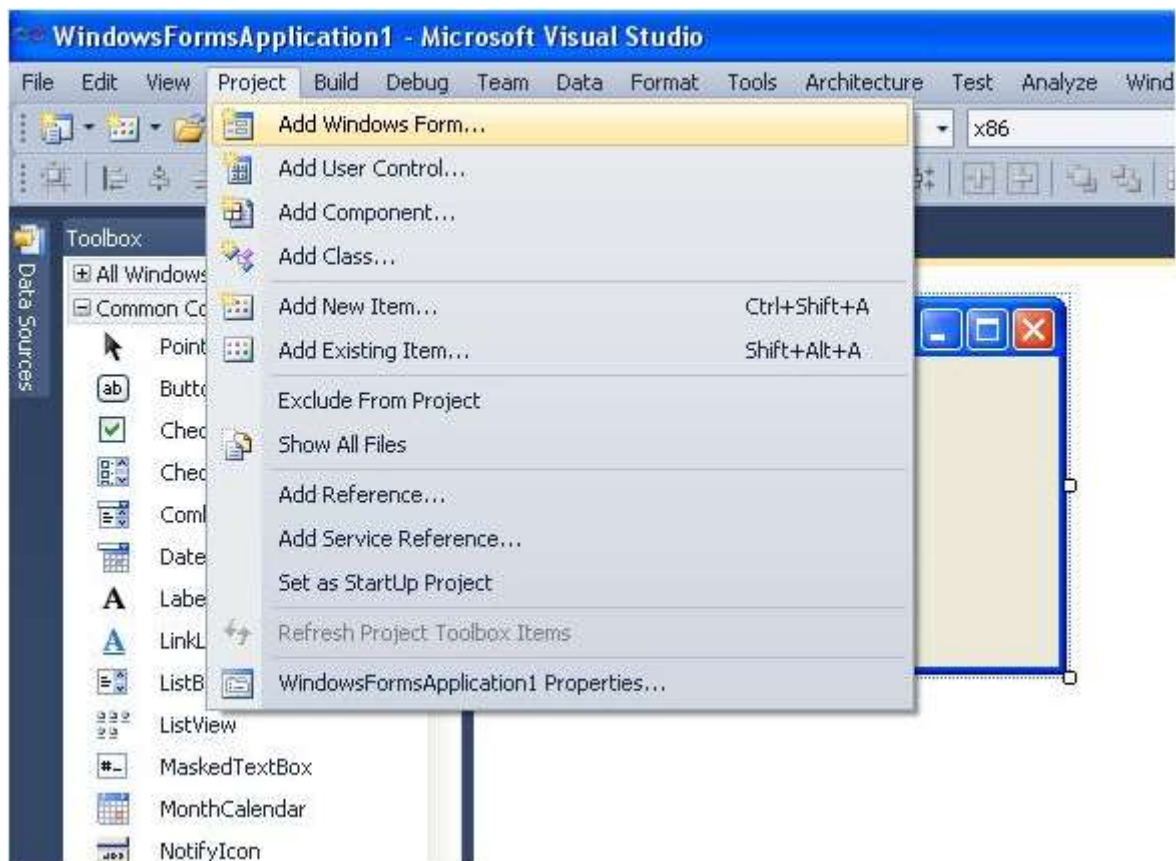 WindowsFormsApplication1 - Microsoft Visual Studio
File Edit View Project Build Debug Team Data Format Tools Architecture Test Analyze Wind
x86
Add Windows Form...
Add User Control...
Add Component...
Add Class...
Add New Item... Ctrl+Shift+A
Add Existing Item... Shift+Alt+A
Exclude From Project
Show All Files
Add Reference...
Add Service Reference...
Set as StartUp Project
Refresh Project Toolbox Items
WindowsFormsApplication1 Properties...
Data Sources
Toolbox
All Windows
Common Co
Point
ab Butto
Chec
Chec
Coml
Date
A Labe
A LinkL
ListB
ListView
#_ MaskedTextBox
MonthCalendar
NotifyIcon